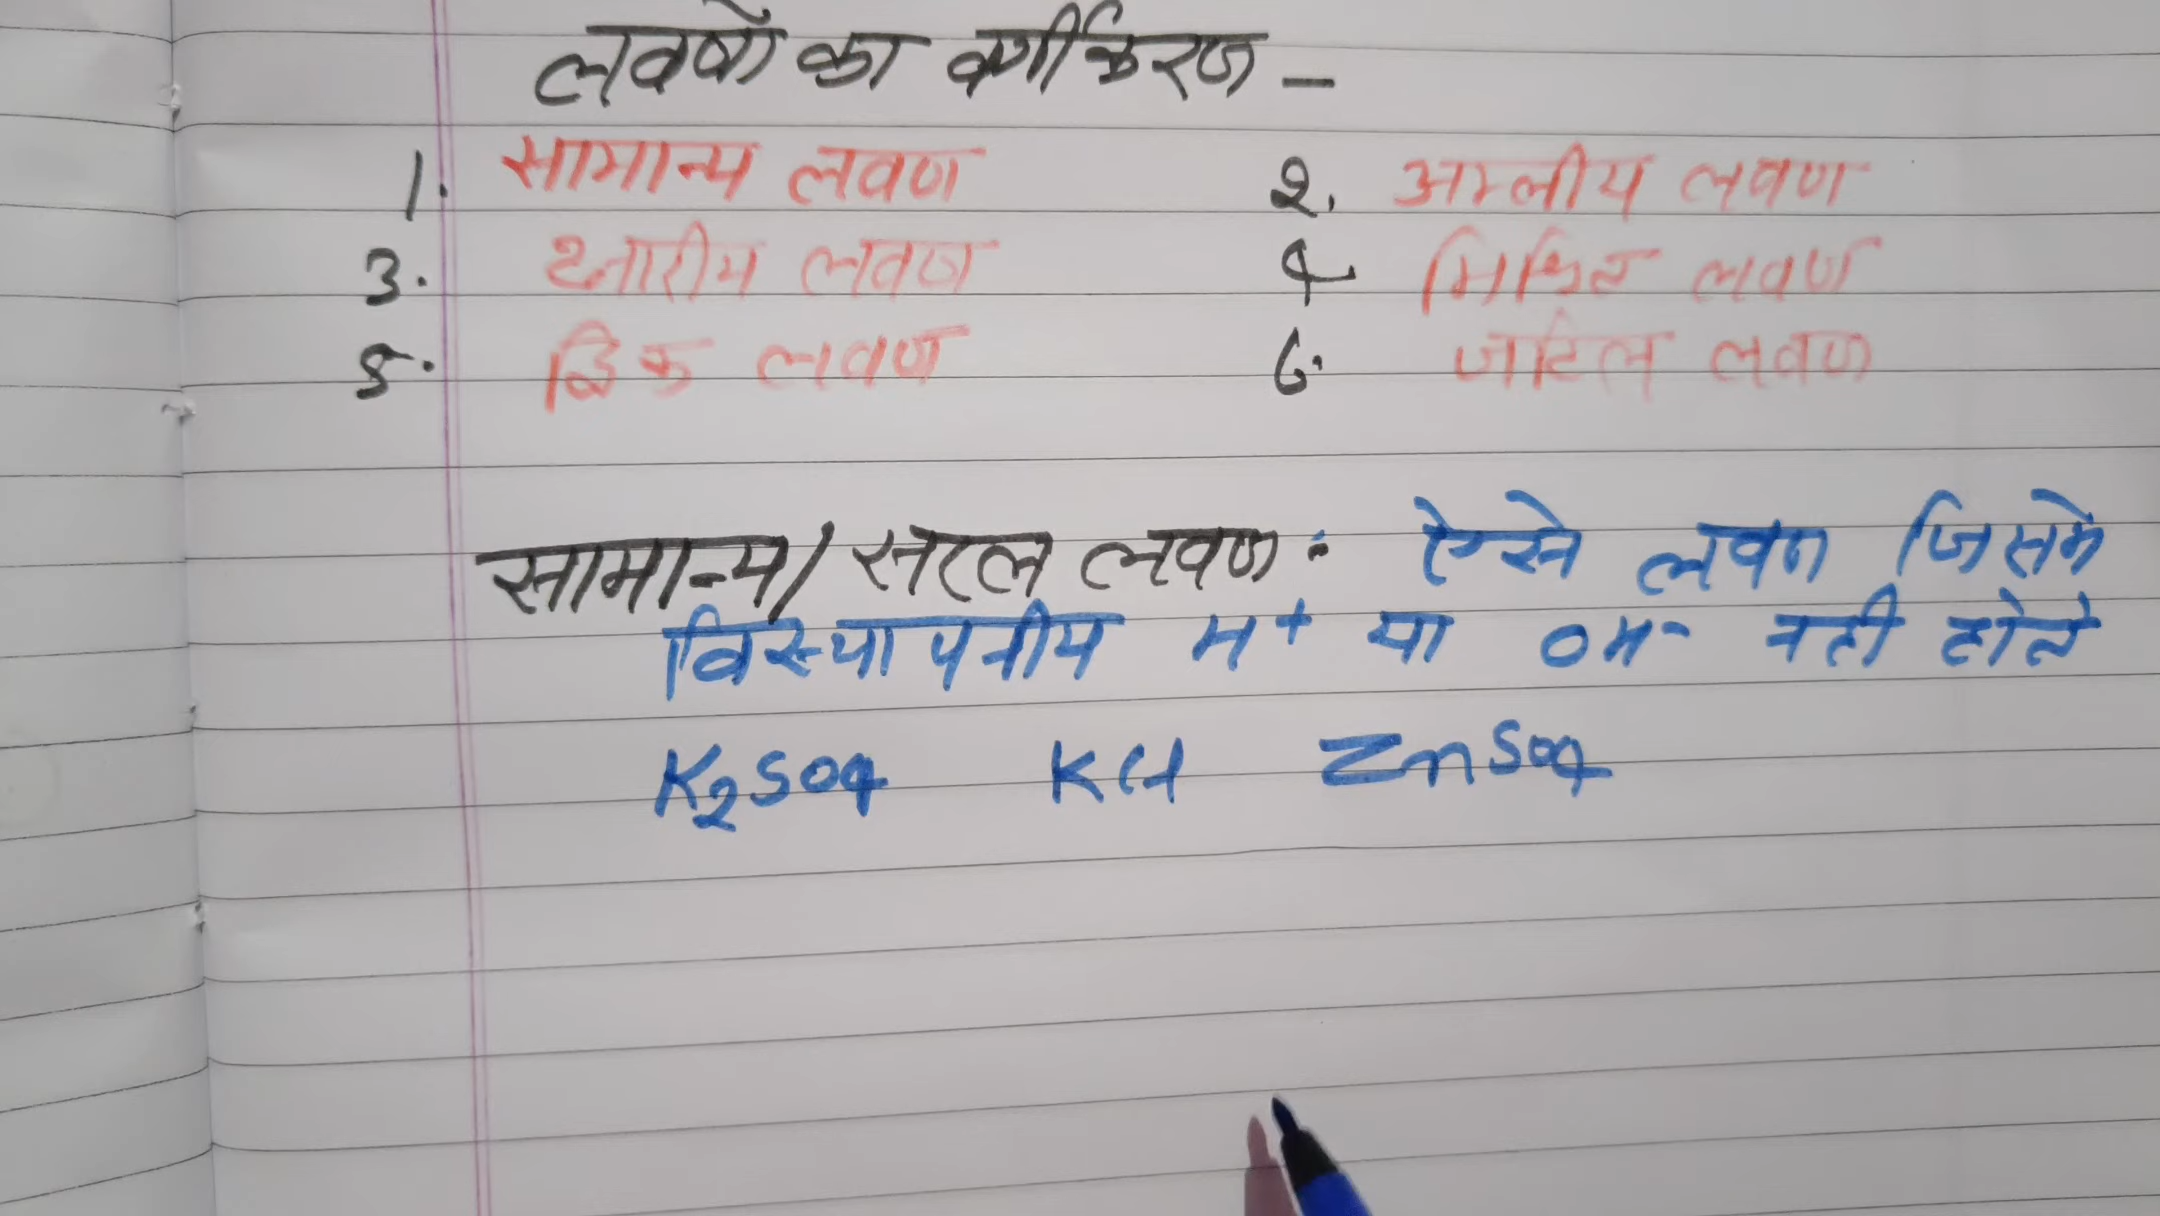 लवणों का वर्गीकरण -
1. सामान्य लवण 2. अम्लीय लवण
3. क्षारीय लवण 4 मिश्रित लवण
5. द्विक लवण 6. जटिल लवण
सामान्य/सरल लवण:- ऐसे लवण जिसमे
विस्थापनीय H+ या OH- नही होते
K2SO4 KCl ZnSO4